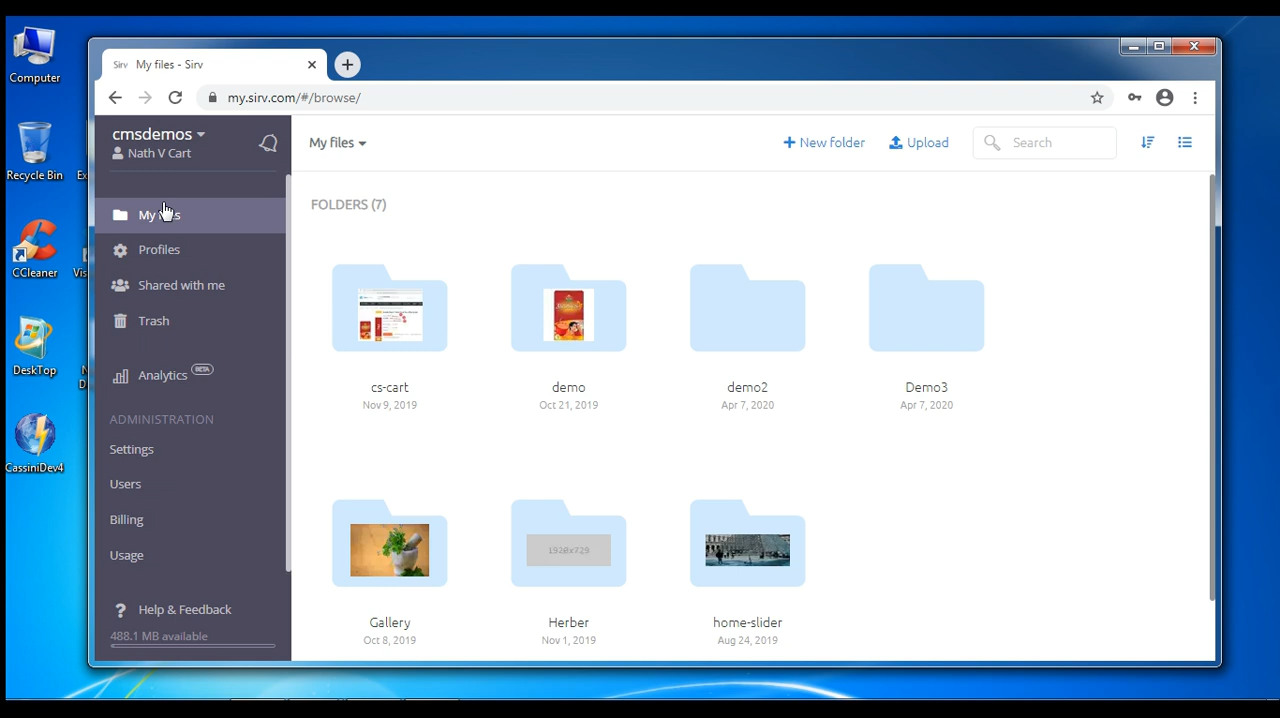 Computer
Recycle Bin
CCleaner
DeskTop
CassiniDev4
Sirv My files - Sirv
my.sirv.com/#/browse/
cmsdemos
Nath V Cart
My files
Profiles
Shared with me
Trash
Analytics BETA
ADMINISTRATION
Settings
Users
Billing
Usage
Help & Feedback
488.1 MB available
My files
New folder
Upload
Search
FOLDERS (7)
cs-cart
Nov 9, 2019
demo
Oct 21, 2019
demo2
Apr 7, 2020
Demo3
Apr 7, 2020
Gallery
Oct 8, 2019
1920x729
Herber
Nov 1, 2019
home-slider
Aug 24, 2019